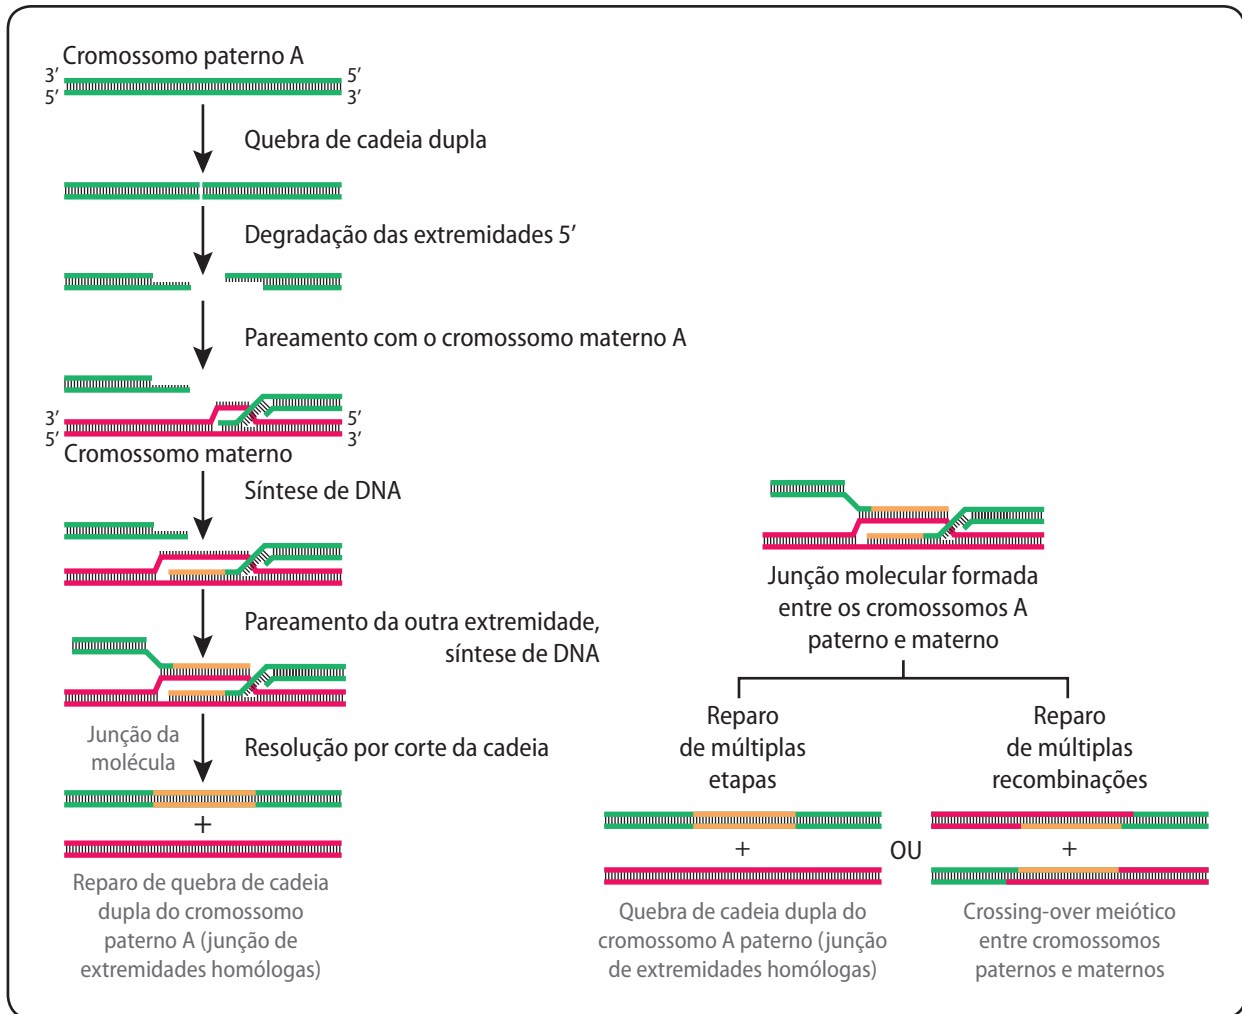 Cromossomo paterno A
3′ 5′
5′ 3′
Quebra de cadeia dupla
Degradação das extremidades 5′
Pareamento com o cromossomo materno A
3′ 5′
5′ 3′
Cromossomo materno
Síntese de DNA
Pareamento da outra extremidade,
síntese de DNA
Junção da
molécula
Resolução por corte da cadeia
+
Reparo de quebra de cadeia
dupla do cromossomo
paterno A (junção de
extremidades homólogas)
Junção molecular formada
entre os cromossomos A
paterno e materno
Reparo
de múltiplas
etapas
+
Quebra de cadeia dupla do
cromossomo A paterno (junção
de extremidades homólogas)
OU
Reparo
de múltiplas
recombinações
+
Crossing-over meiótico
entre cromossomos
paternos e maternos